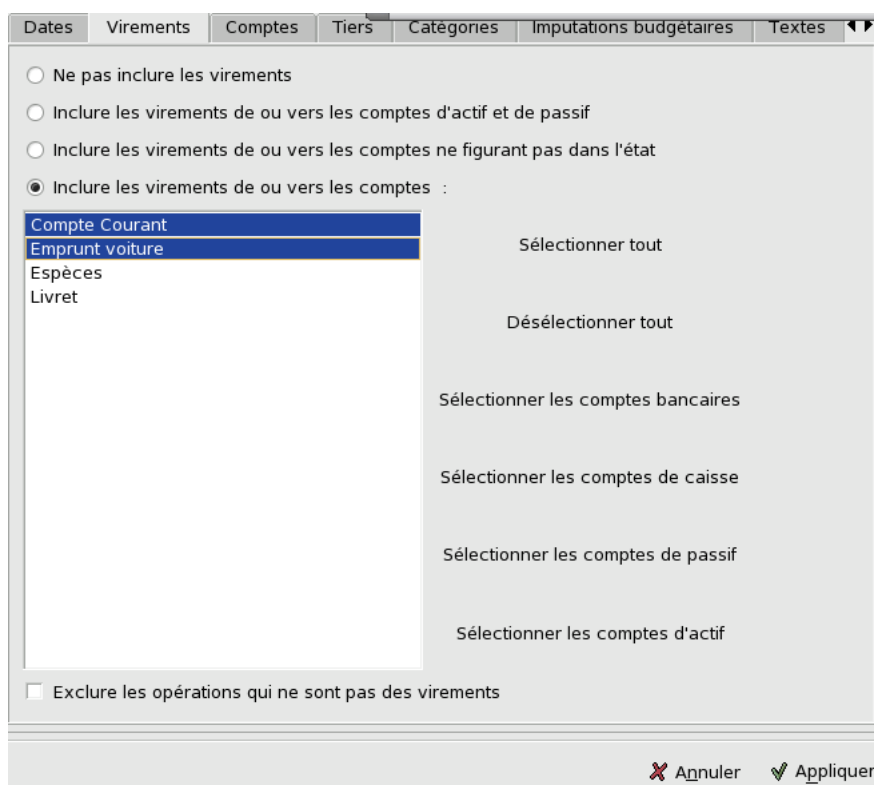 Dates Virements Comptes Tiers Catégories Imputations budgétaires Textes
Ne pas inclure les virements
Inclure les virements de ou vers les comptes d'actif et de passif
Inclure les virements de ou vers les comptes ne figurant pas dans l'état
Inclure les virements de ou vers les comptes :
Compte Courant
Emprunt voiture
Espèces
Livret
Sélectionner tout
Désélectionner tout
Sélectionner les comptes bancaires
Sélectionner les comptes de caisse
Sélectionner les comptes de passif
Sélectionner les comptes d'actif
Exclure les opérations qui ne sont pas des virements
Annuler Appliquer